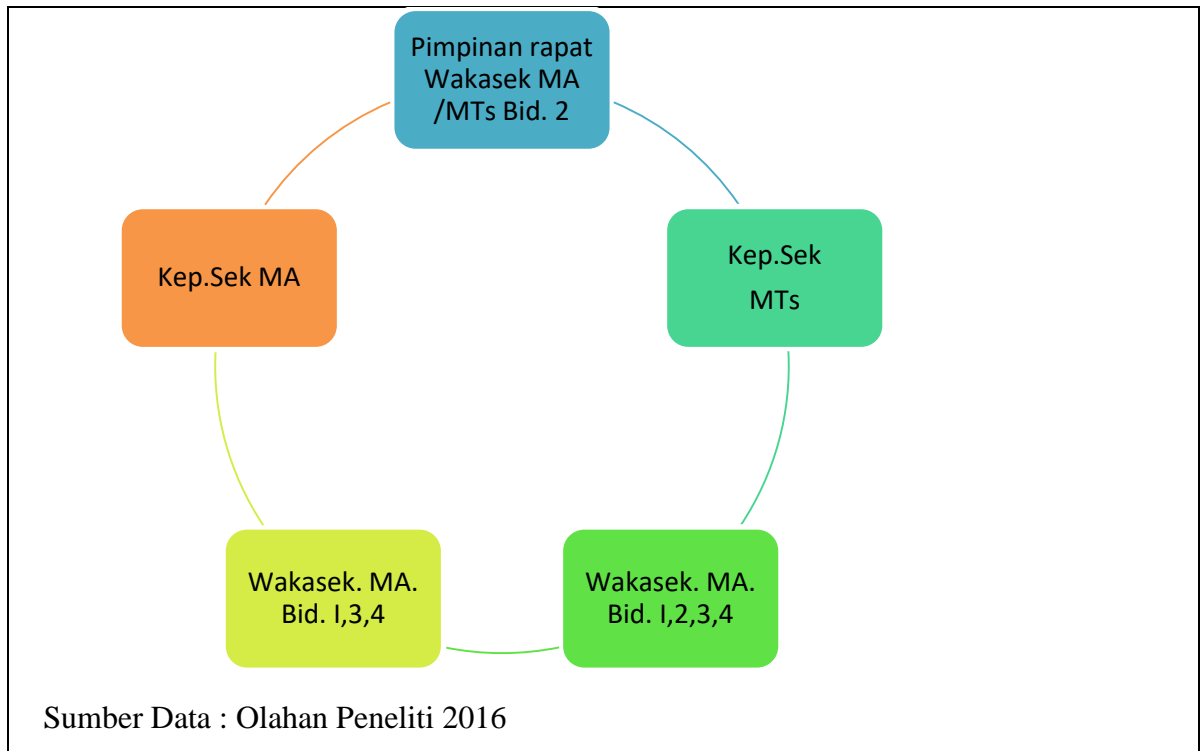 Pimpinan rapat
Wakasek MA
/MTs Bid. 2
Kep.Sek MA
Kep.Sek
MTs
Wakasek. MA.
Bid. I,3,4
Wakasek. MA.
Bid. I,2,3,4
Sumber Data : Olahan Peneliti 2016